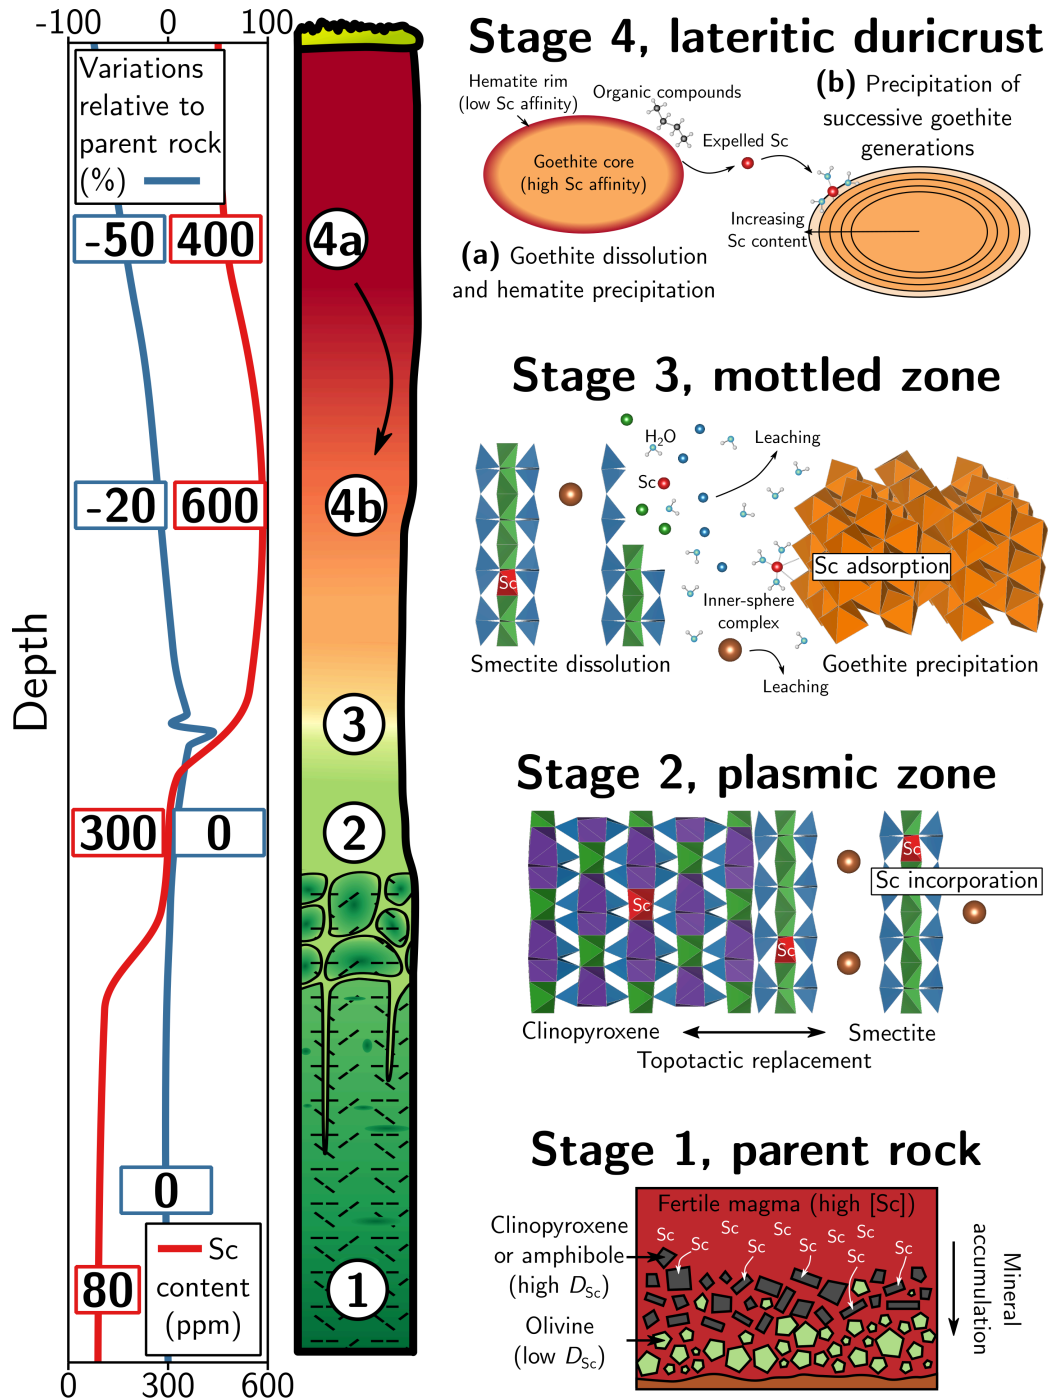 -100 0 100
Variations
relative to
parent rock
(%)
-50 400
-20 600
300 0
0
80
Sc
content
(ppm)
0 300 600
Depth
4a
4b
3
2
1
Stage 4, lateritic duricrust
Hematite rim
(low Sc affinity)
Organic compounds
Goethite core
(high Sc affinity)
Expelled Sc
(a) Goethite dissolution
and hematite precipitation
(b) Precipitation of
successive goethite
generations
Increasing
Sc content
Stage 3, mottled zone
H2O
Leaching
Sc
Sc
Sc adsorption
Inner-sphere
complex
Smectite dissolution
Goethite precipitation
Leaching
Stage 2, plasmic zone
Sc
Sc
Sc
Sc incorporation
Clinopyroxene
Smectite
Topotactic replacement
Stage 1, parent rock
Fertile magma (high [Sc])
Sc Sc Sc Sc Sc
Sc Sc Sc Sc Sc
Clinopyroxene
or amphibole
(high DSc)
Olivine
(low DSc)
Mineral
accumulation